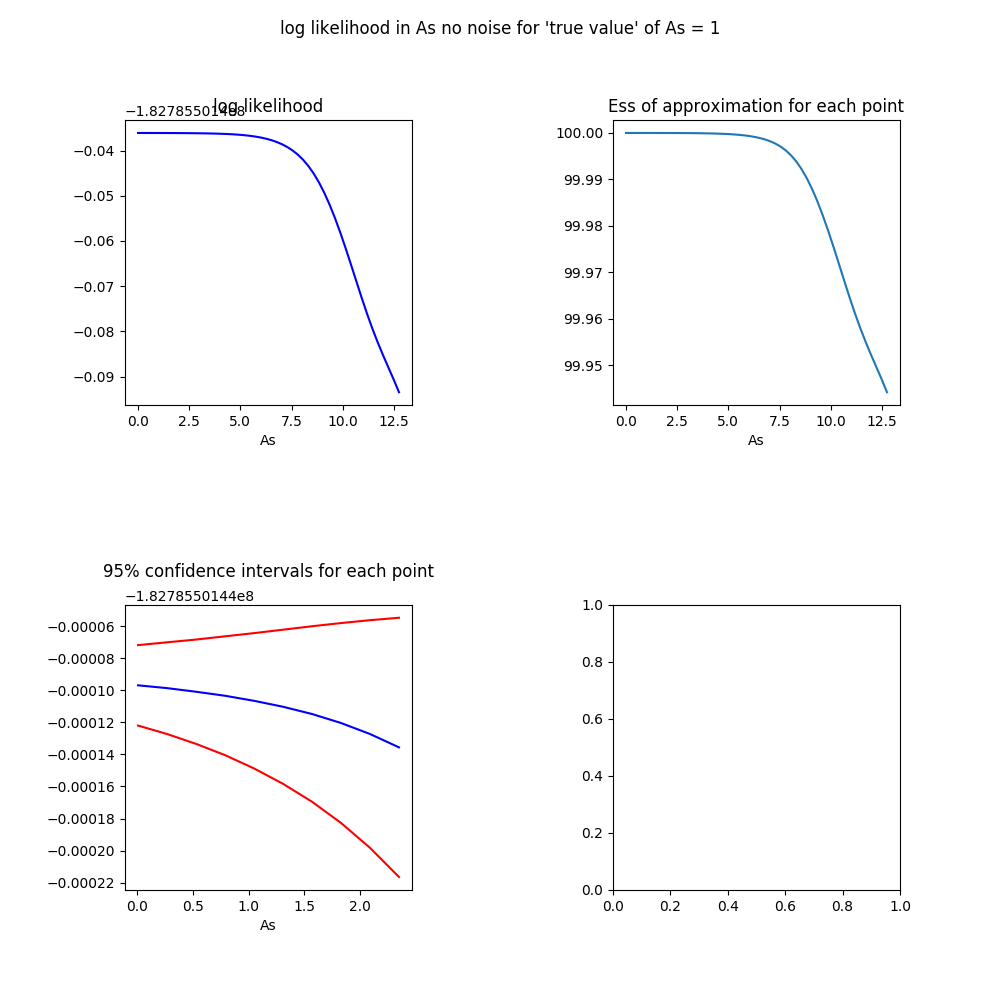 log likelihood in As no noise for 'true value' of As = 1
log likelihood
−1.827855014e8
−0.04
−0.05
−0.06
−0.07
−0.08
−0.09
0.0 2.5 5.0 7.5 10.0 12.5
As
Ess of approximation for each point
100.00
99.99
99.98
99.97
99.96
99.95
0.0 2.5 5.0 7.5 10.0 12.5
As
95% confidence intervals for each point
−1.8278550144e8
−0.00006
−0.00008
−0.00010
−0.00012
−0.00014
−0.00016
−0.00018
−0.00020
−0.00022
0.0 0.5 1.0 1.5 2.0
As
1.0
0.8
0.6
0.4
0.2
0.0
0.0 0.2 0.4 0.6 0.8 1.0